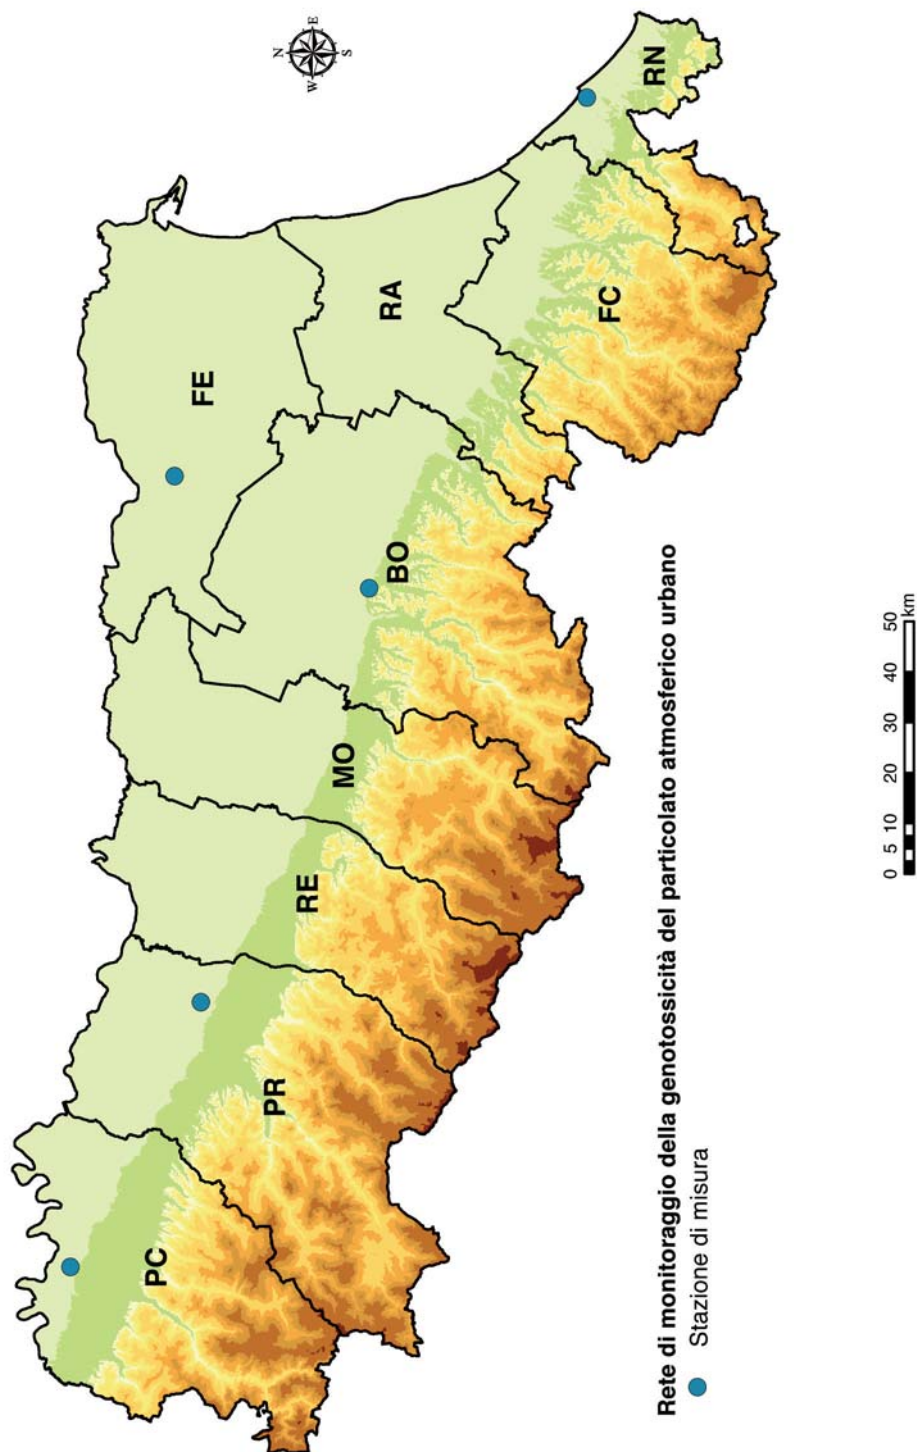 N
W E
S
PC
PR
RE
MO
BO
FE
RA
FC
RN
Rete di monitoraggio della genotossicità del particolato atmosferico urbano
Stazione di misura
0 5 10 20 30 40 50
km